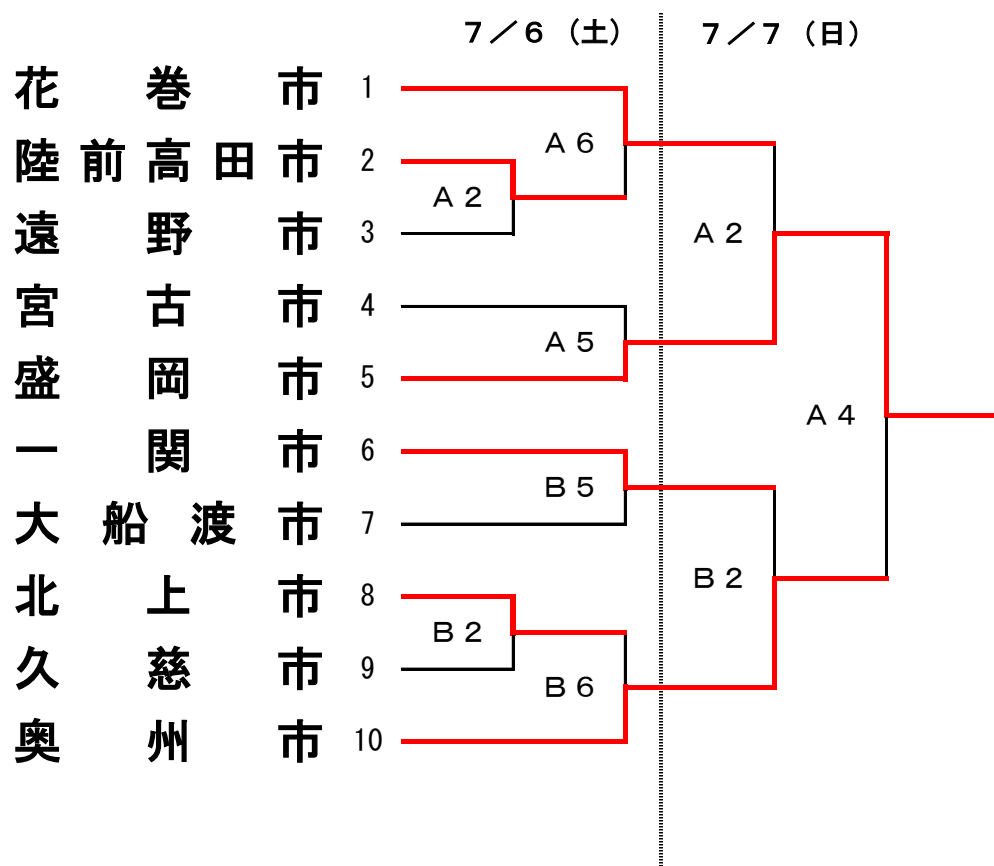 7／6（土） 7／7（日）
花巻市 1
A6
陸前高田市 2
A2
遠野市 3
A2
宮古市 4
A5
盛岡市 5
A4
一関市 6
B5
大船渡市 7
B2
北上市 8
B2
久慈市 9
B6
奥州市 10